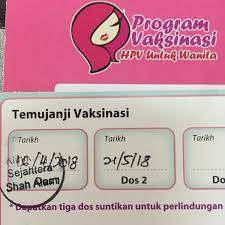 Program
Vaksinasi
HPV Untuk Wanita
Temujanji Vaksinasi
Tarikh Tarikh Tarikh
/4/2018 21/5/18
Sejahtera
Shah Alam
Dos 2 Do
* Dapatkan tiga dos suntikan untuk perlindungan